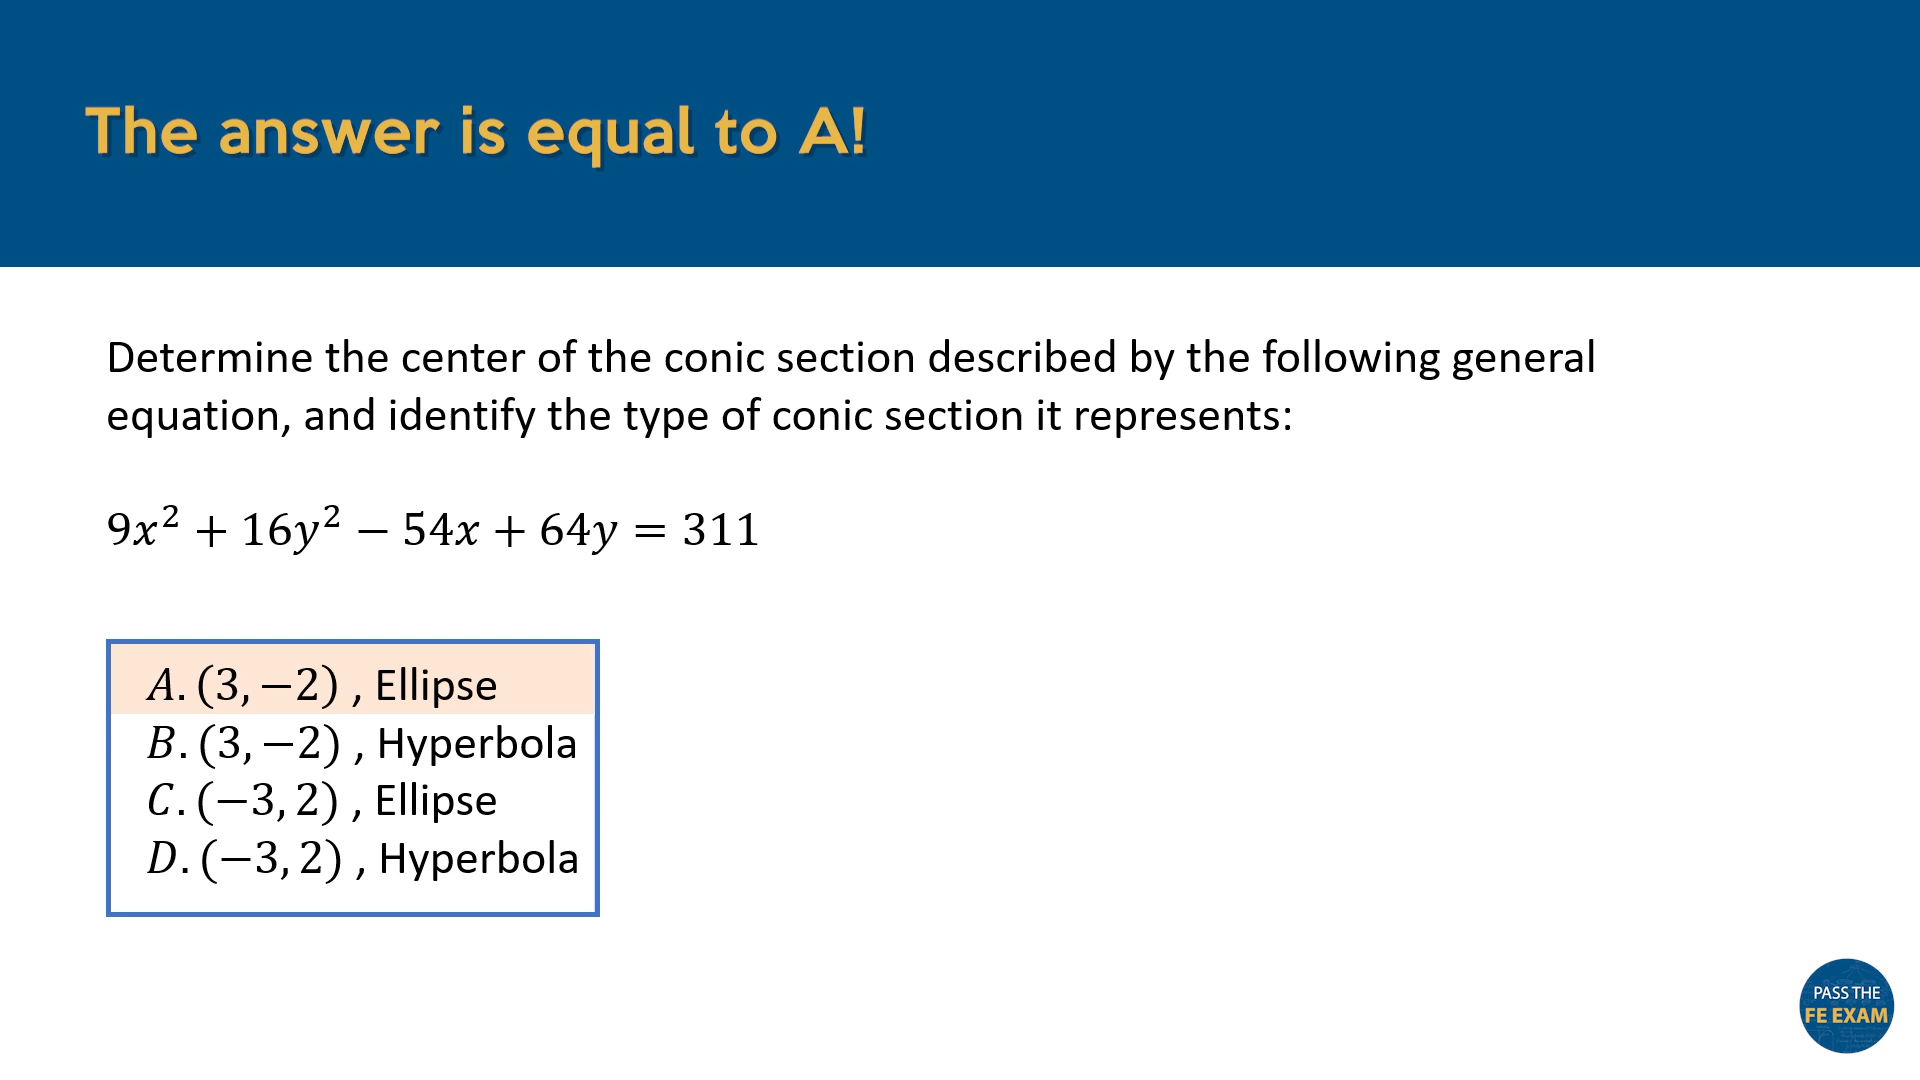 The answer is equal to A!
Determine the center of the conic section described by the following general
equation, and identify the type of conic section it represents:
9x² + 16y² − 54x + 64y = 311
A. (3, −2) , Ellipse
B. (3, −2) , Hyperbola
C. (−3, 2) , Ellipse
D. (−3, 2) , Hyperbola
PASS THE
FE EXAM